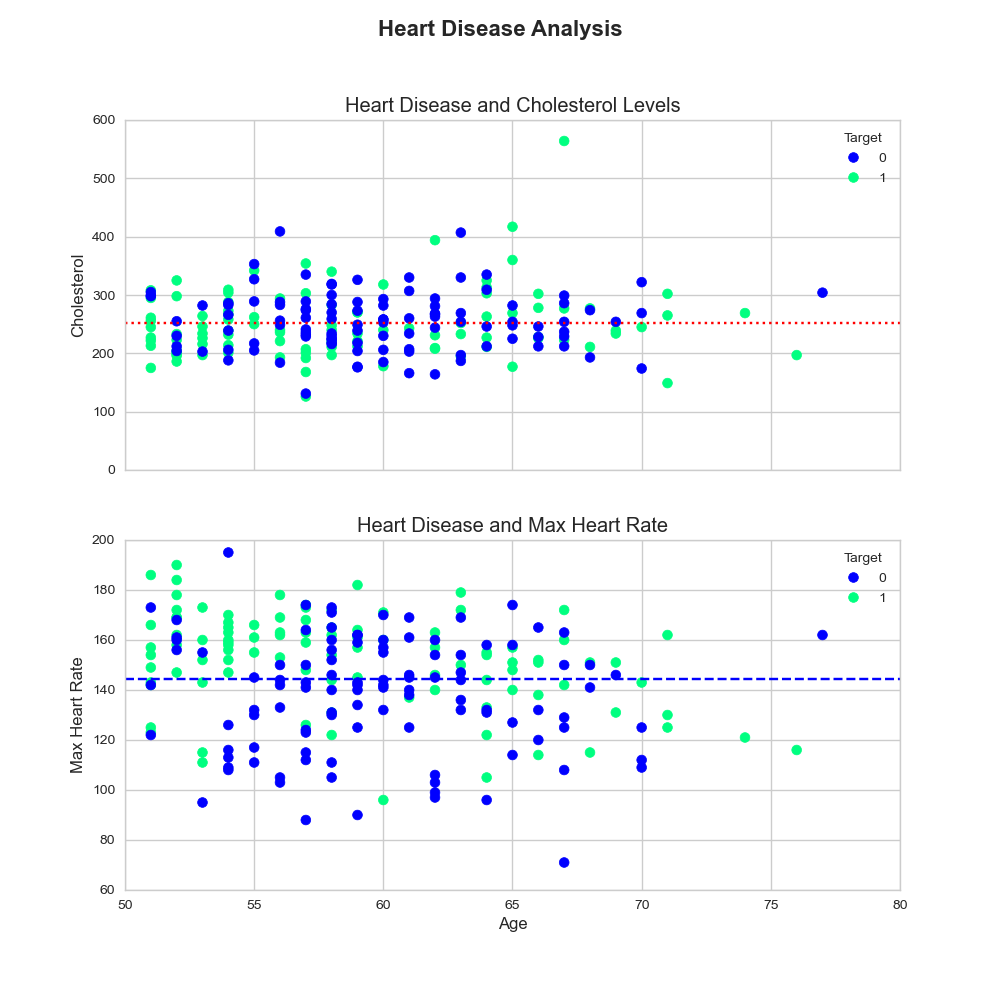 Heart Disease Analysis
Heart Disease and Cholesterol Levels
600
500
400
300
200
100
0
Cholesterol
Target
0
1
Heart Disease and Max Heart Rate
200
180
160
140
120
100
80
60
Max Heart Rate
Target
0
1
50 55 60 65 70 75 80
Age